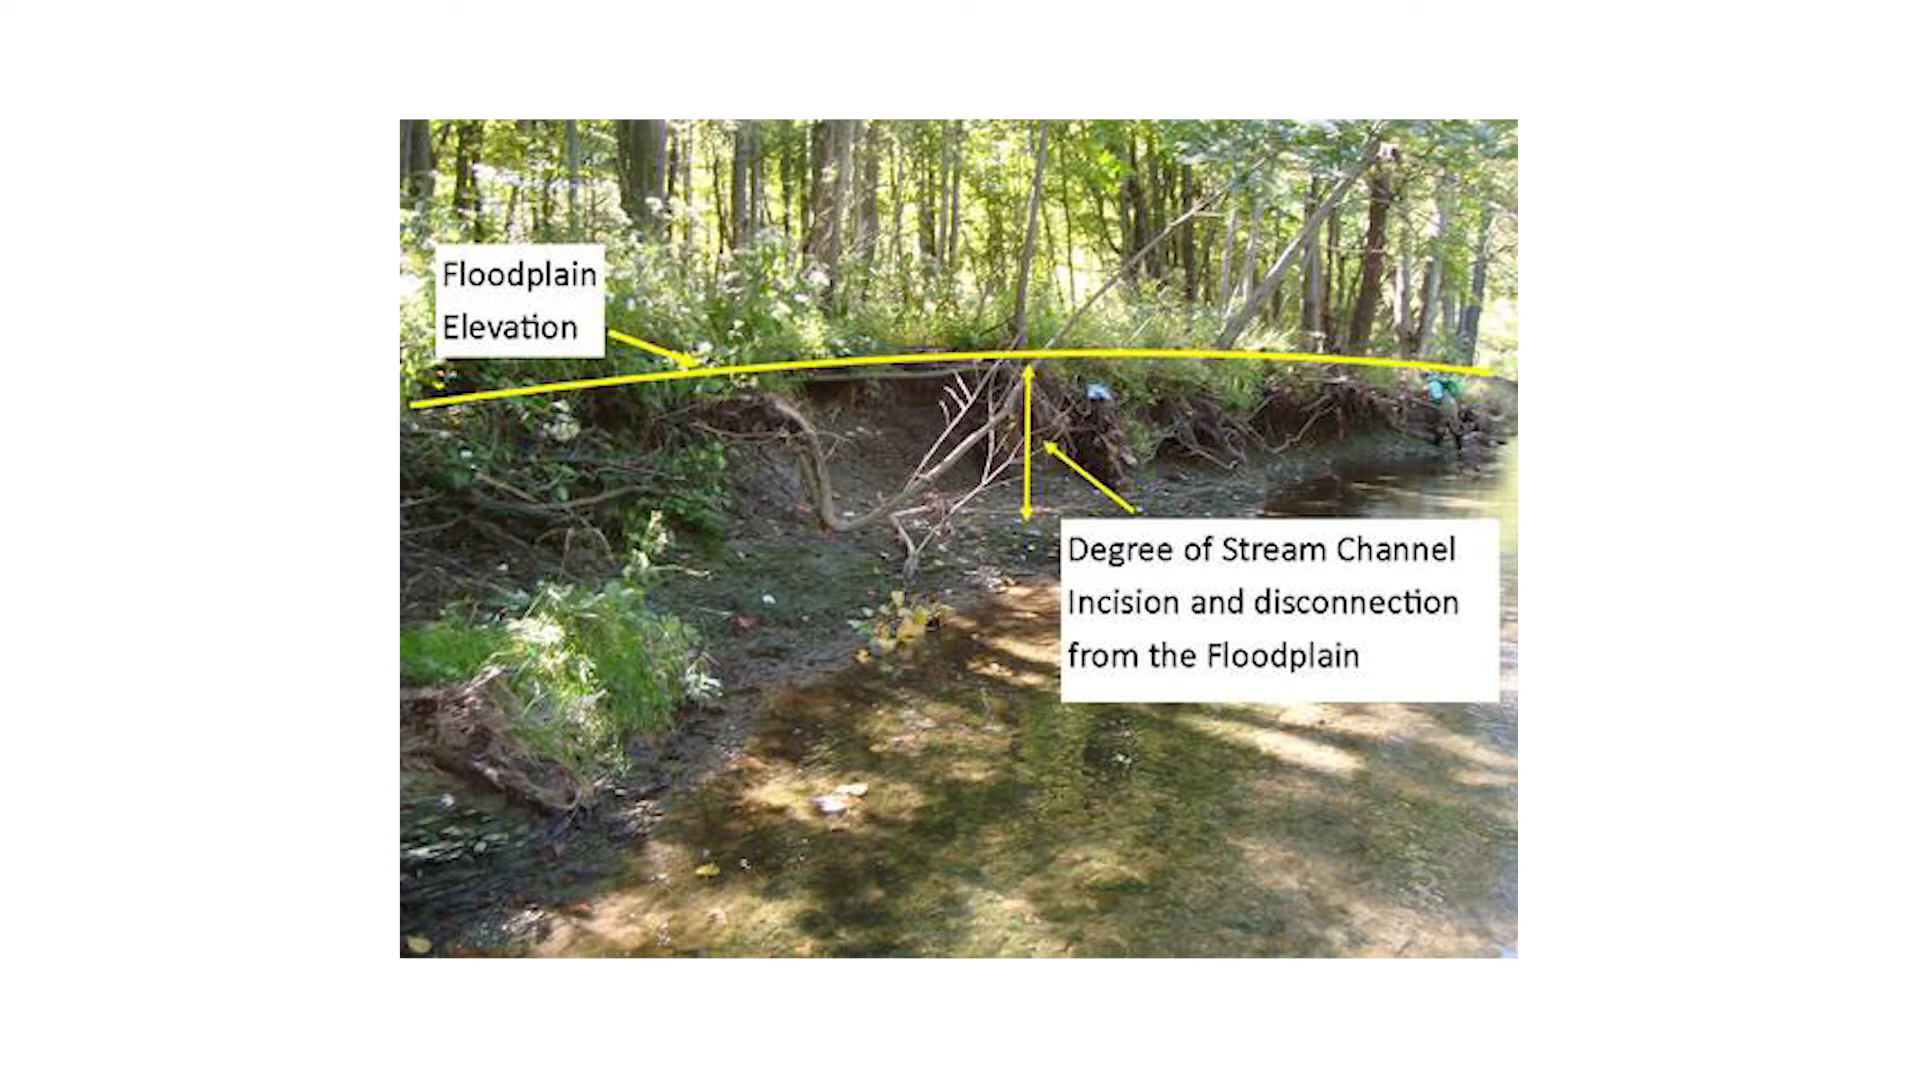 Floodplain
Elevation
Degree of Stream Channel
Incision and disconnection
from the Floodplain